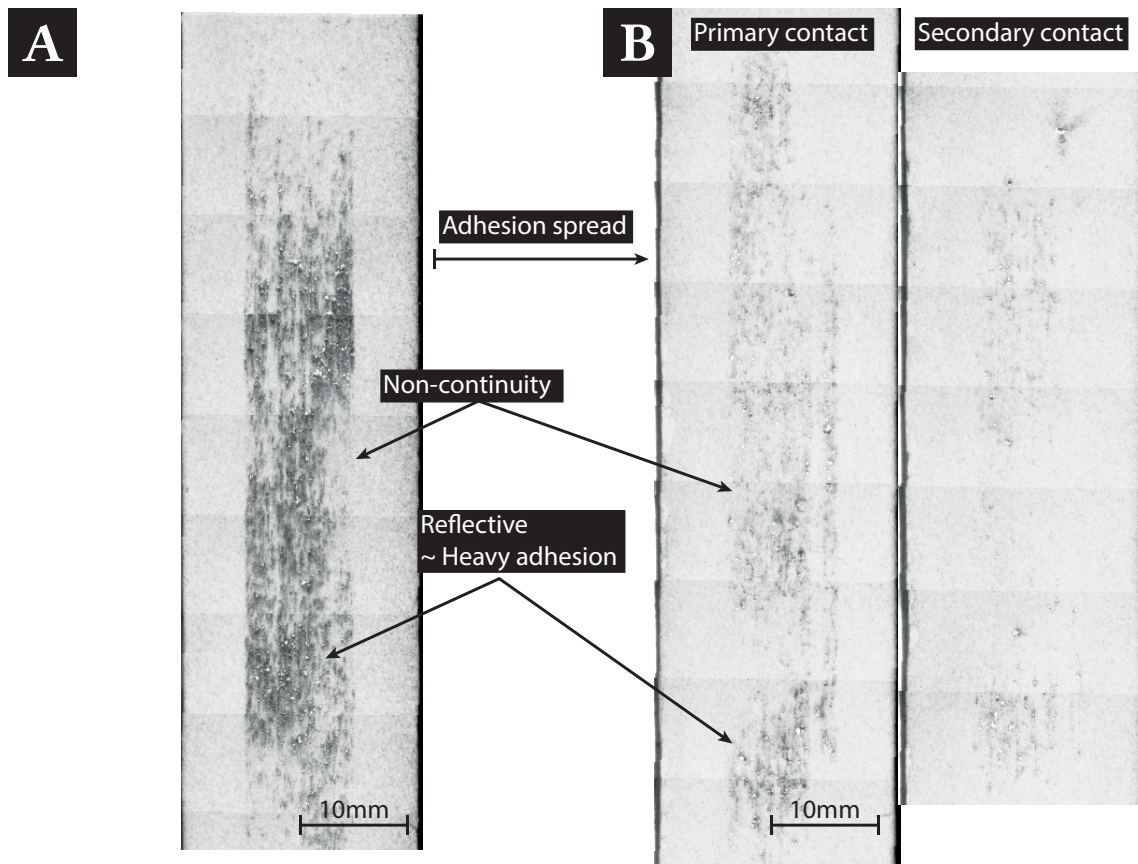 A
B
Primary contact
Secondary contact
Adhesion spread
Non-continuity
Reflective
~ Heavy adhesion
10mm
10mm